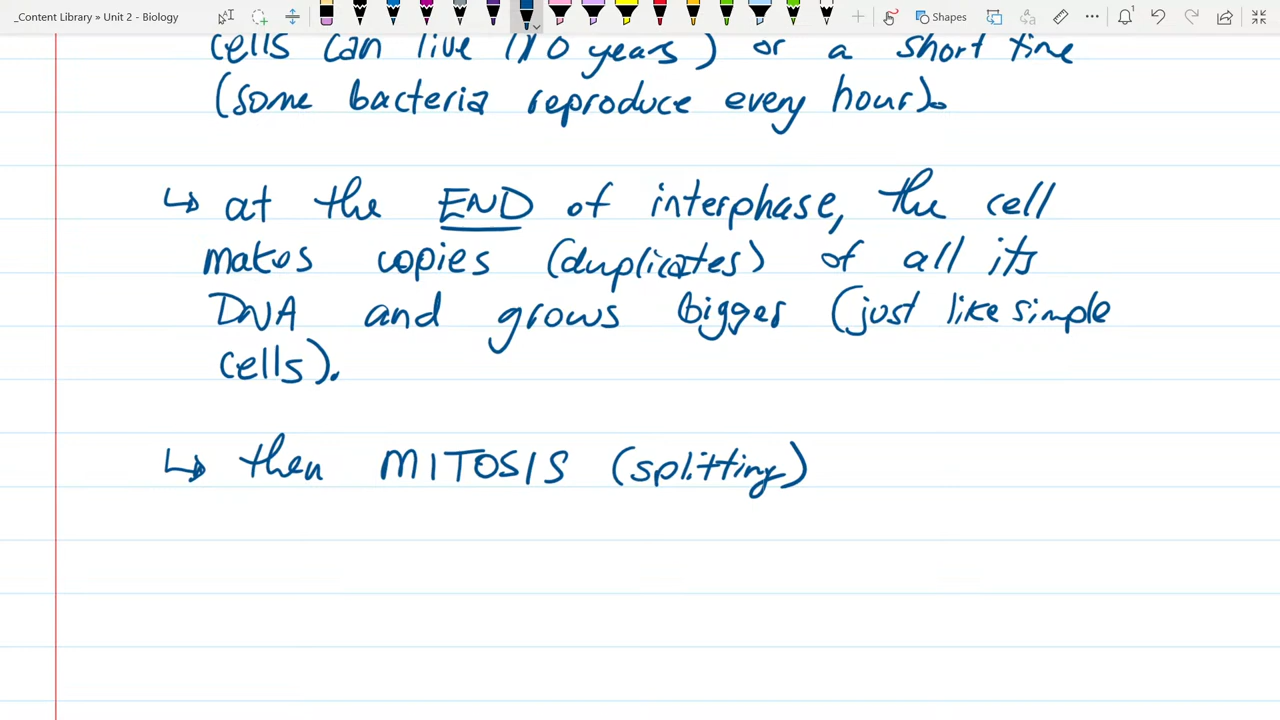 _Content Library » Unit 2 - Biology
Shapes
cells can live (110 years) or a short time
(some bacteria reproduce every hour).
↳ at the END of interphase, the cell
makes copies (duplicates) of all its
DNA and grows bigger (just like simple
cells).
↳ then MITOSIS (splitting)